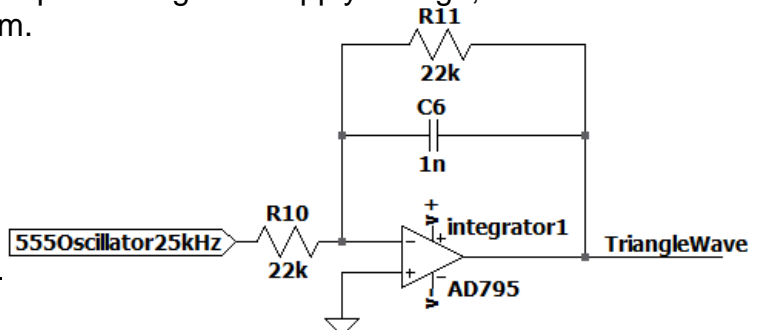 m.
R11
22k
C6
1n
R10
555Oscillator25kHz
22k
V+
integrator1
TriangleWave
AD795
V-
.